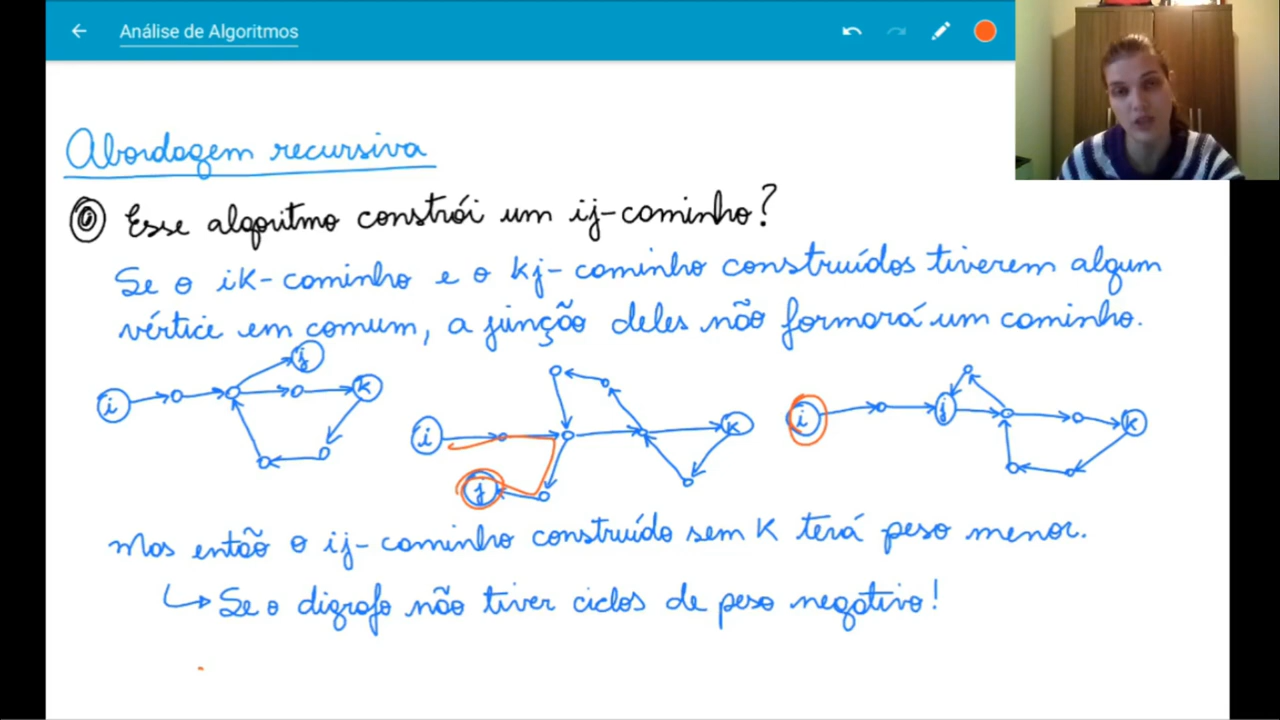 Análise de Algoritmos
Abordagem recursiva
⓪ Esse algoritmo constrói um ij-caminho?
Se o ik-caminho e o kj-caminho construídos tiverem algum
vértice em comum, a junção deles não formará um caminho.
j
i
k
i
k
j
i
j
k
Mas então o ij-caminho construído sem k terá peso menor.
↳ Se o digrafo não tiver ciclos de peso negativo!